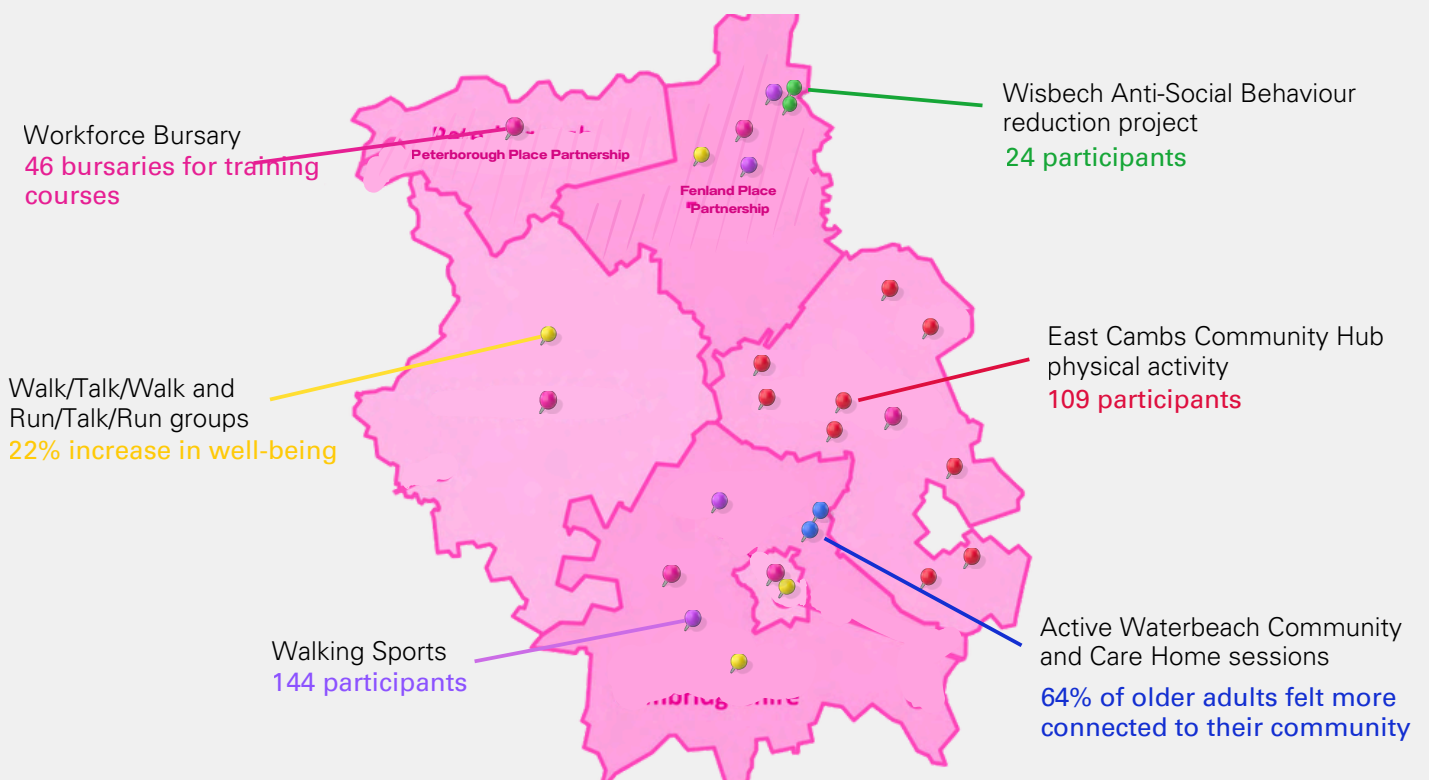 Workforce Bursary
46 bursaries for training
courses
Peterborough Place Partnership
Fenland Place
Partnership
Wisbech Anti-Social Behaviour
reduction project
24 participants
Walk/Talk/Walk and
Run/Talk/Run groups
22% increase in well-being
East Cambs Community Hub
physical activity
109 participants
Walking Sports
144 participants
Active Waterbeach Community
and Care Home sessions
64% of older adults felt more
connected to their community